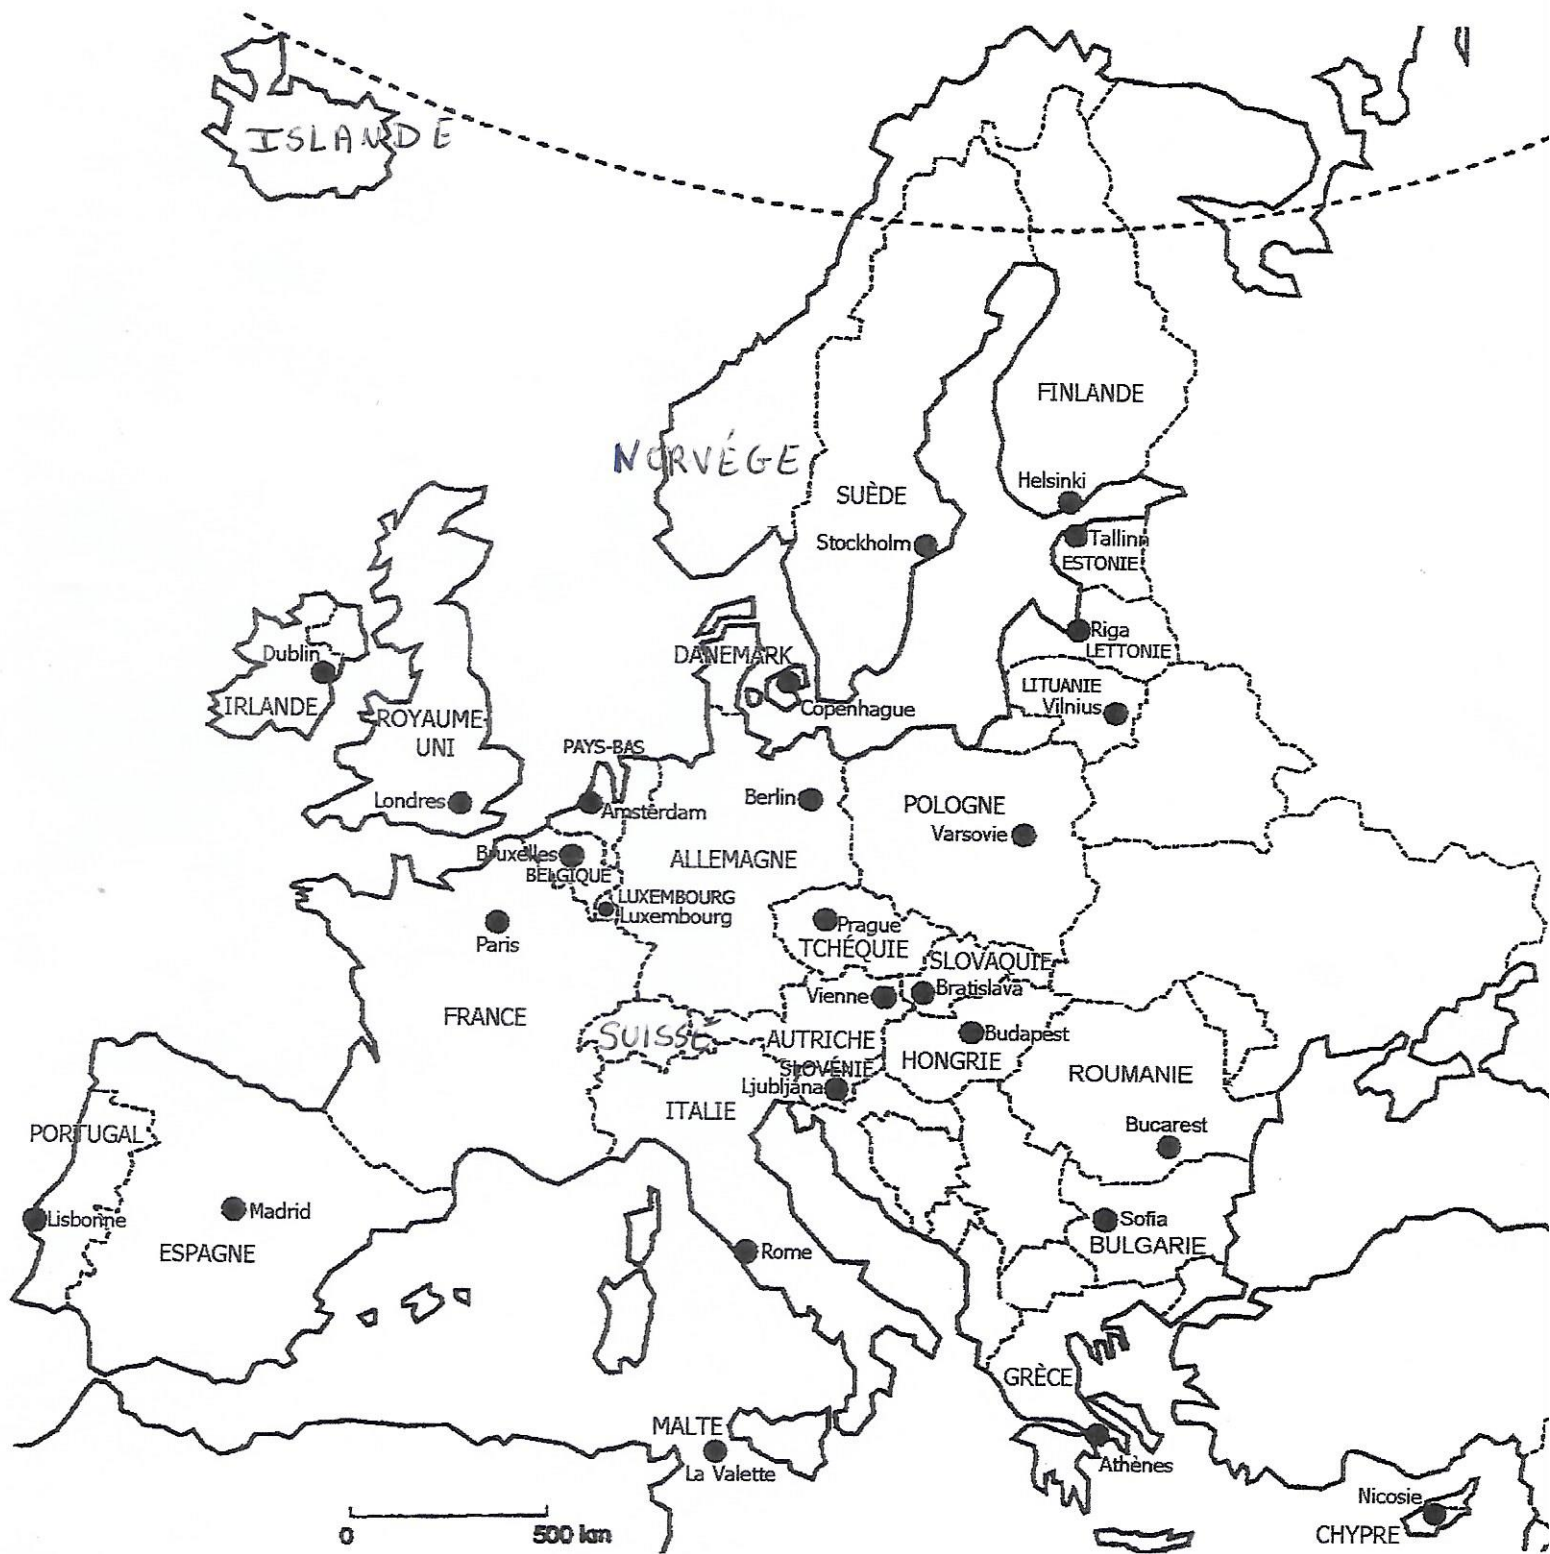 ISLANDE
FINLANDE
NORVÉGE
Helsinki
SUÈDE
Tallinn
Stockholm
ESTONIE
Riga
LETTONIE
Dublin
DANEMARK
LITUANIE
Vilnius
IRLANDE
Copenhague
ROYAUME-
UNI
PAYS-BAS
Londres
Amsterdam
Berlin
POLOGNE
Varsovie
Bruxelles
BELGIQUE
ALLEMAGNE
LUXEMBOURG
Luxembourg
Paris
Prague
TCHÉQUIE
SLOVAQUIE
Vienne
Bratislava
FRANCE
SUISSE
AUTRICHE
Budapest
HONGRIE
SLOVÉNIE
Ljubljana
ROUMANIE
ITALIE
Bucarest
PORTUGAL
Lisbonne
Madrid
ESPAGNE
Rome
Sofia
BULGARIE
GRÈCE
MALTE
La Valette
Athènes
Nicosie
CHYPRE
0 500 km